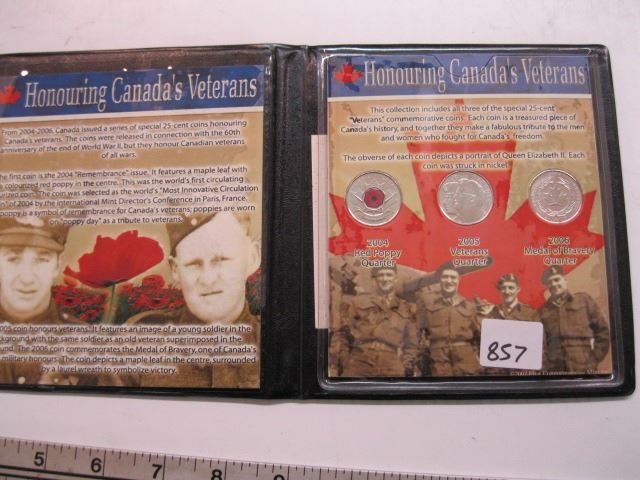 Honouring Canada's Veterans
From 2004-2006, Canada issued a series of special 25-cent coins honouring
Canada's veterans. The coins were released in connection with the 60th
anniversary of the end of World War II, but they honour Canadian veterans
of all wars.
first coin is the 2004 "Remembrance" issue. It features a maple leaf with
colourized red poppy in the centre. This was the world's first circulating
coin. The coin was selected as the world's "Most Innovative Circulation
of 2004 by the international Mint Director's Conference in Paris, France.
poppy is a symbol of remembrance for Canada's veterans; poppies are worn
on "poppy day" as a tribute to veterans.
2005 coin honours veterans. It features an image of a young soldier in the
with the same soldier as an old veteran superimposed in the
The 2006 coin commemorates the Medal of Bravery, one of Canada's
military honours. The coin depicts a maple leaf in the centre, surrounded
by a laurel wreath to symbolize victory.
Honouring Canada's Veterans
This collection includes all three of the special 25-cent
"Veterans" commemorative coins. Each coin is a treasured piece of
Canada's history, and together they make a fabulous tribute to the men
and women who fought for Canada's freedom.
The obverse of each coin depicts a portrait of Queen Elizabeth II. Each
coin was struck in nickel.
2004
Red Poppy
Quarter
2005
Veterans
Quarter
2006
Medal of Bravery
Quarter
857
5 6 7 8 9 10 11